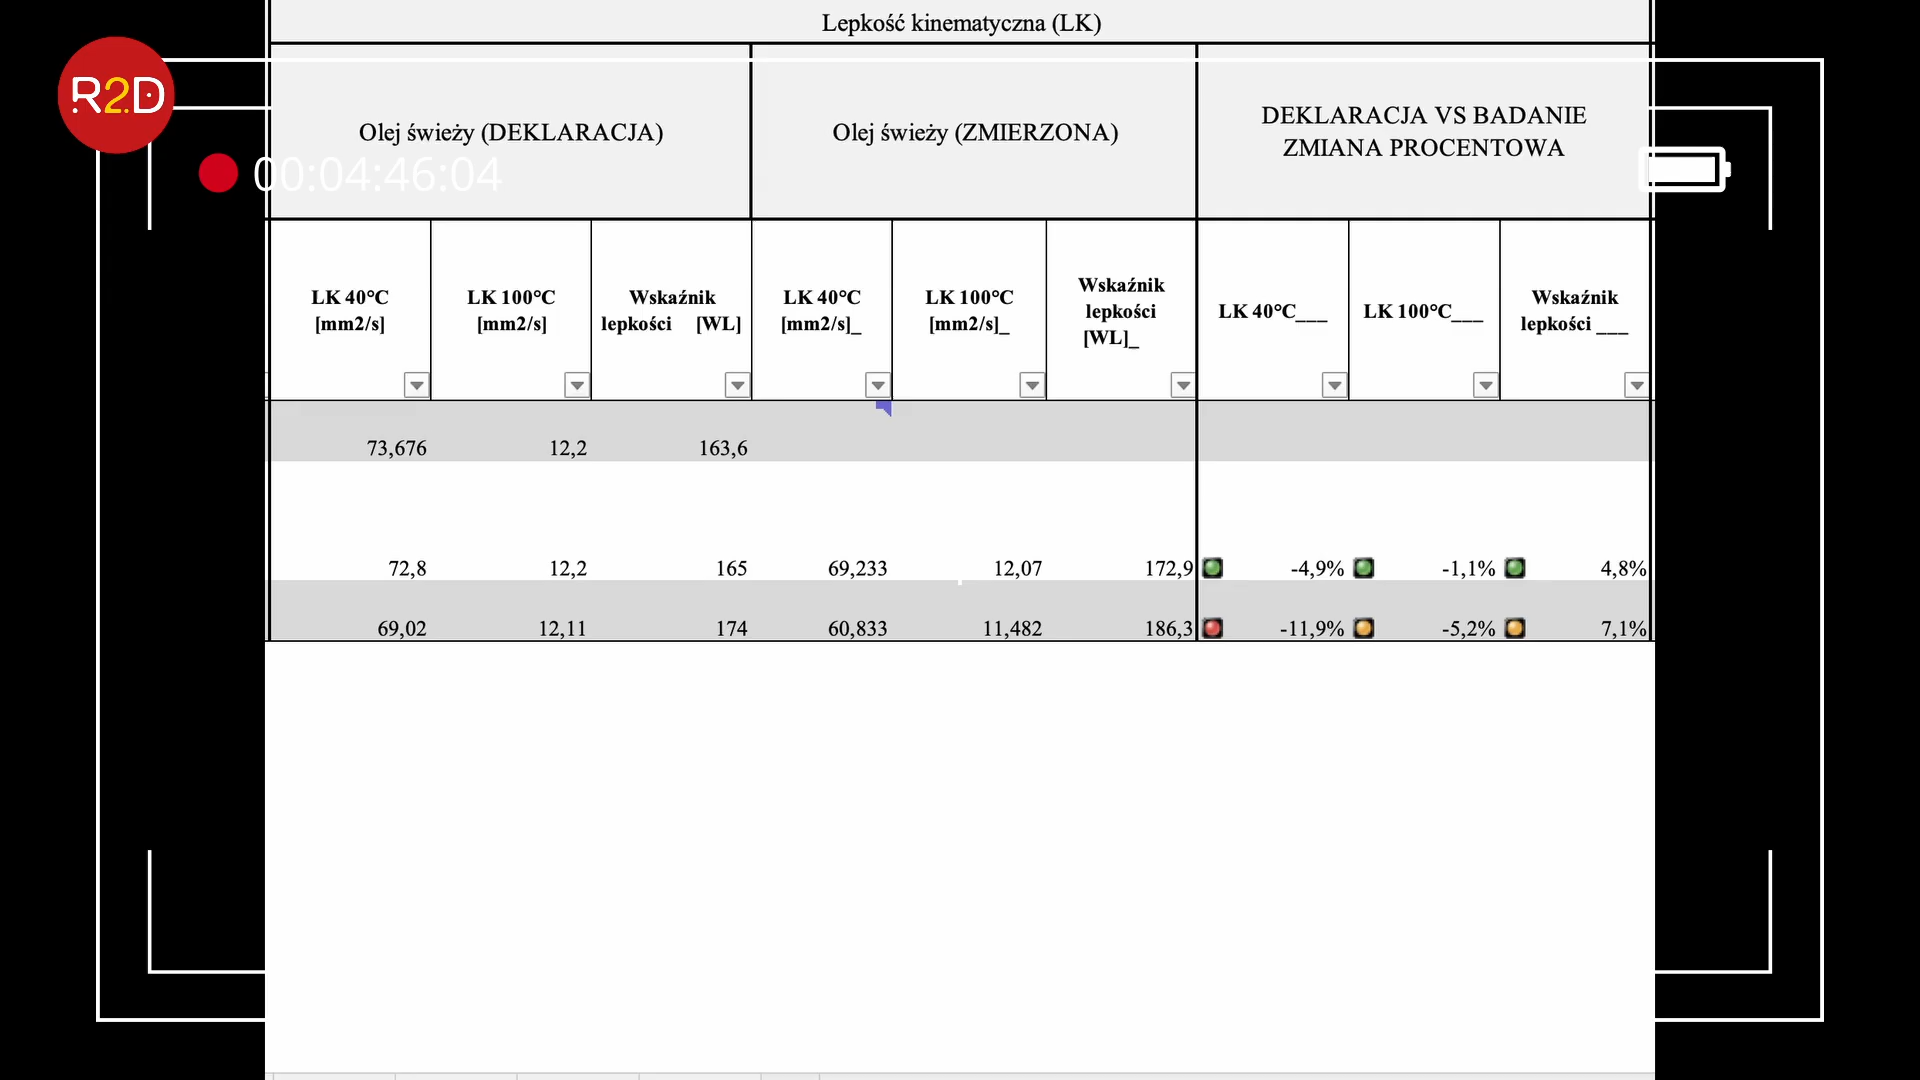 Lepkość kinematyczna (LK)
R2D
Olej świeży (DEKLARACJA)
Olej świeży (ZMIERZONA)
DEKLARACJA VS BADANIE
ZMIANA PROCENTOWA
00:04:46:04
LK 40°C
[mm2/s]
LK 100°C
[mm2/s]
Wskaźnik
lepkości [WL]
LK 40°C
[mm2/s]_
LK 100°C
[mm2/s]_
Wskaźnik
lepkości
[WL]_
LK 40°C___
LK 100°C___
Wskaźnik
lepkości ___
73,676 12,2 163,6
72,8 12,2 165 69,233 12,07 172,9 -4,9% -1,1% 4,8%
69,02 12,11 174 60,833 11,482 186,3 -11,9% -5,2% 7,1%